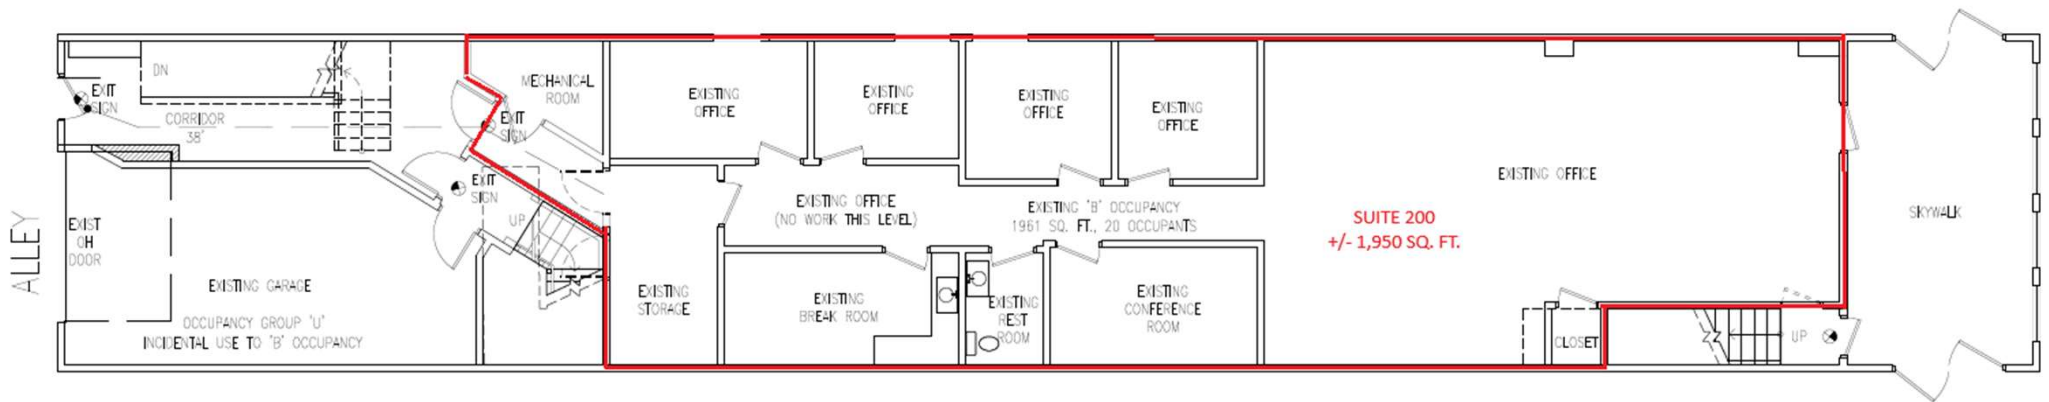 ALLEY
DN
EXIT
SIGN
CORRIDOR
38'
EXIST
OH
DOOR
EXISTING GARAGE
OCCUPANCY GROUP "U"
INCIDENTAL USE TO "B" OCCUPANCY
EXIT
SIGN
UP
MECHANICAL
ROOM
EXIT
SIGN
EXISTING
OFFICE
EXISTING
OFFICE
EXISTING
OFFICE
EXISTING
OFFICE
EXISTING OFFICE
(NO WORK THIS LEVEL)
EXISTING "B" OCCUPANCY
1961 SQ. FT., 20 OCCUPANTS
EXISTING
STORAGE
EXISTING
BREAK ROOM
EXISTING
REST
ROOM
EXISTING
CONFERENCE
ROOM
EXISTING OFFICE
SUITE 200
+/- 1,950 SQ. FT.
CLOSET
UP
SKYWALK